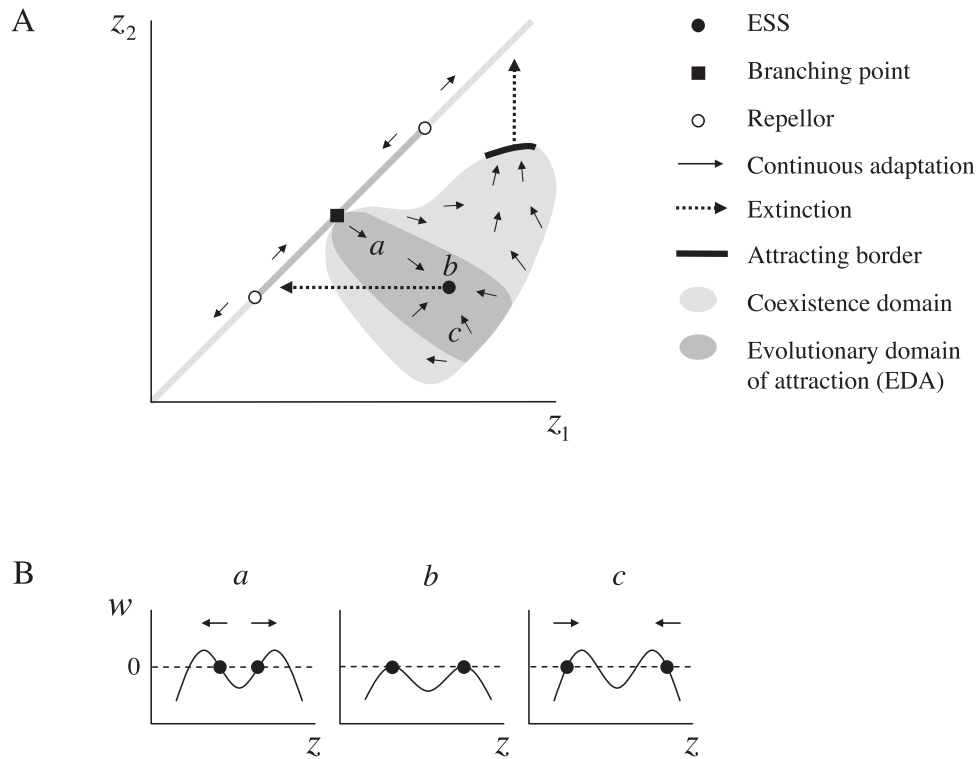 A
z2
a
b
c
z1
ESS
Branching point
Repellor
Continuous adaptation
Extinction
Attracting border
Coexistence domain
Evolutionary domain
of attraction (EDA)
B
a
b
c
w
0
z
z
z